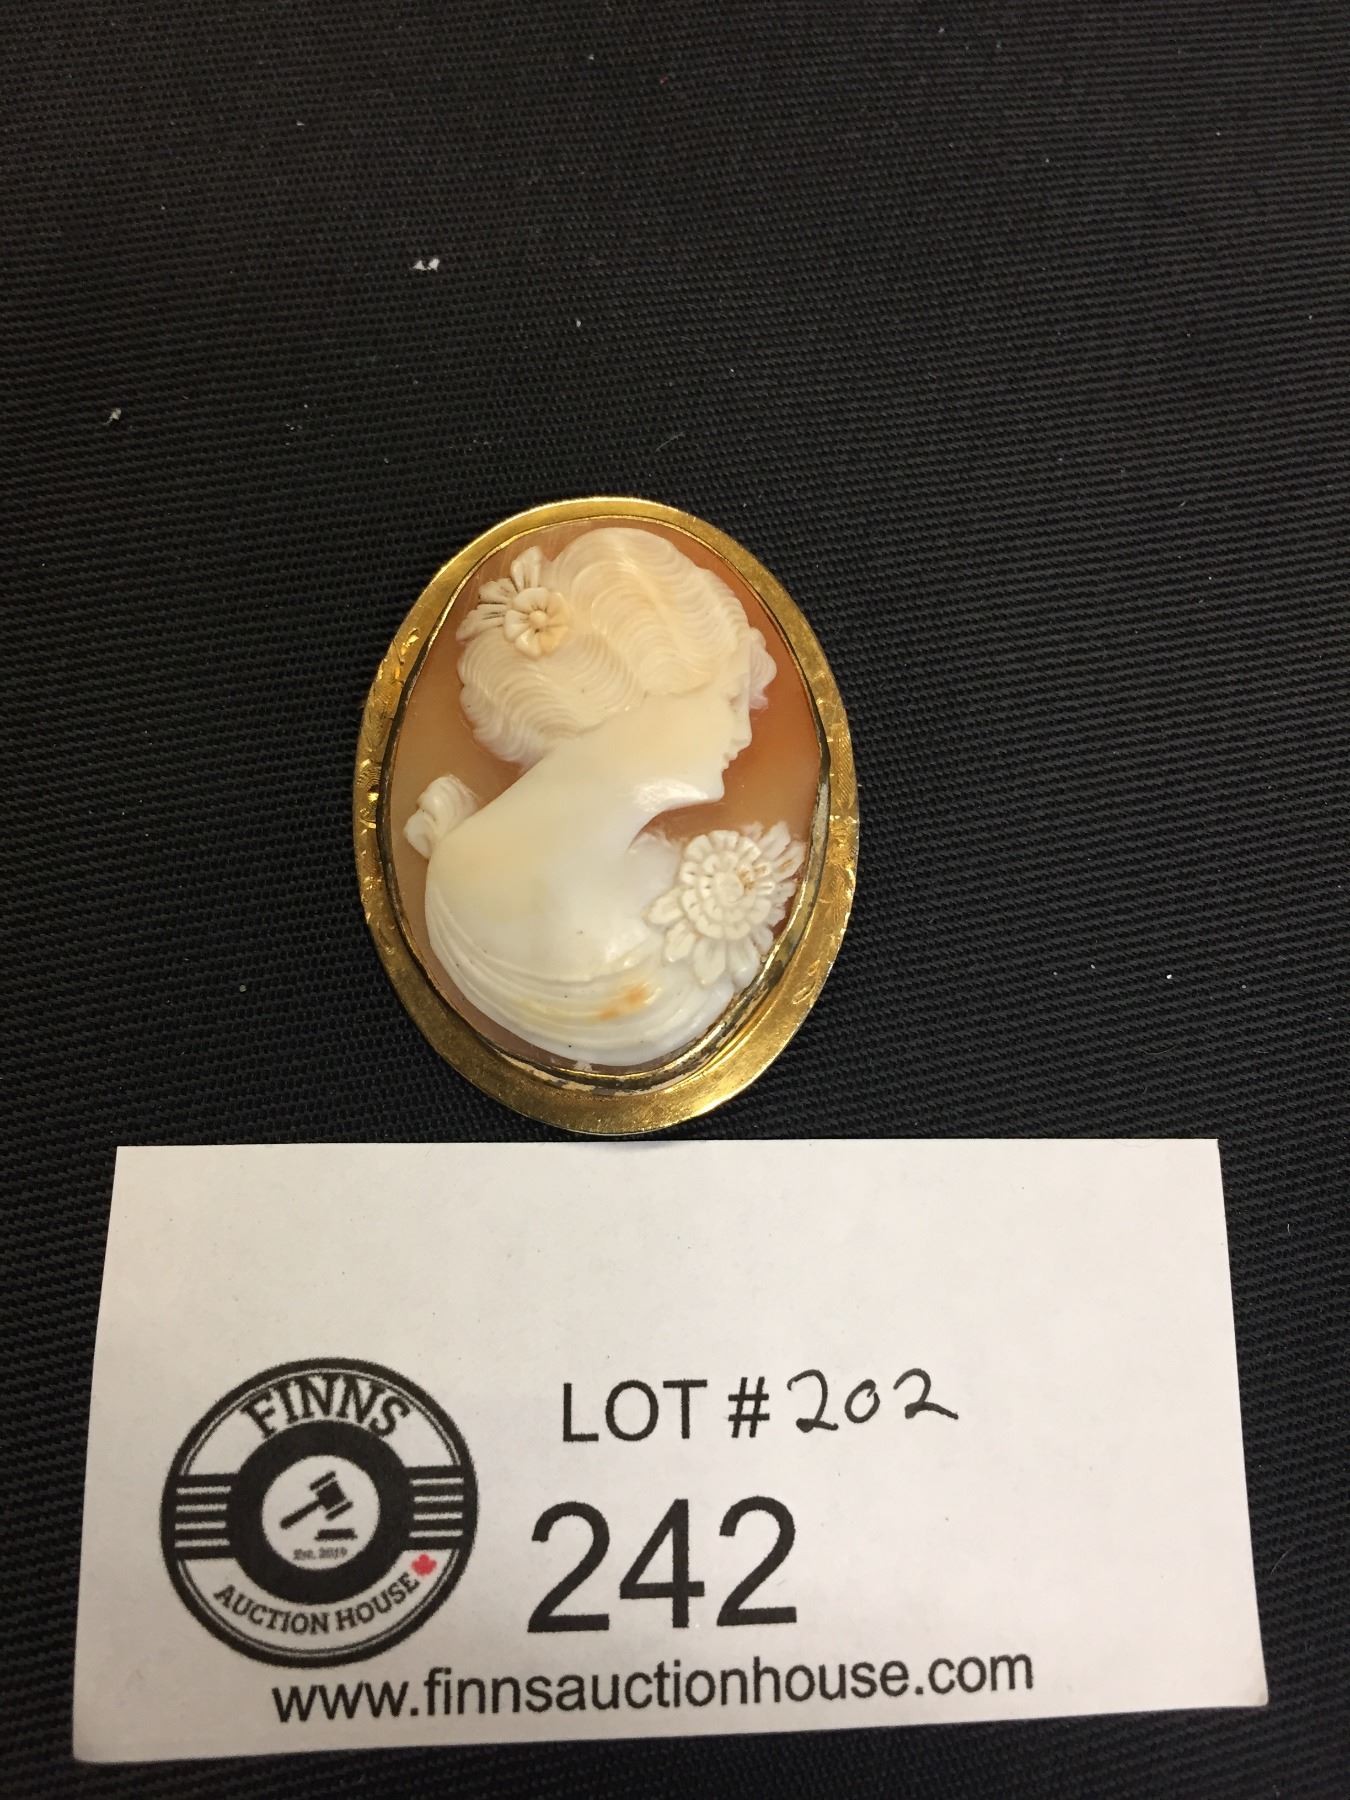 FINNS
Est. 2019
AUCTION HOUSE
LOT #202
242
www.finnsauctionhouse.com